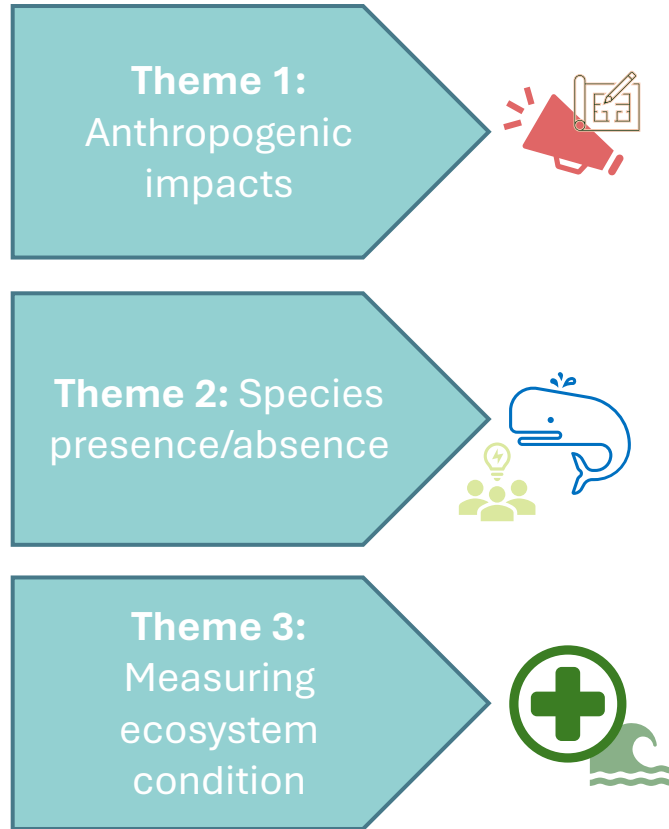 Theme 1:
Anthropogenic
impacts
Theme 2: Species
presence/absence
Theme 3:
Measuring
ecosystem
condition